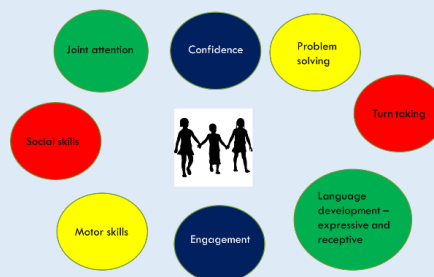 Joint attention
Confidence
Problem
solving
Social skills
Turn taking
Motor skills
Engagement
Language
development –
expressive and
receptive